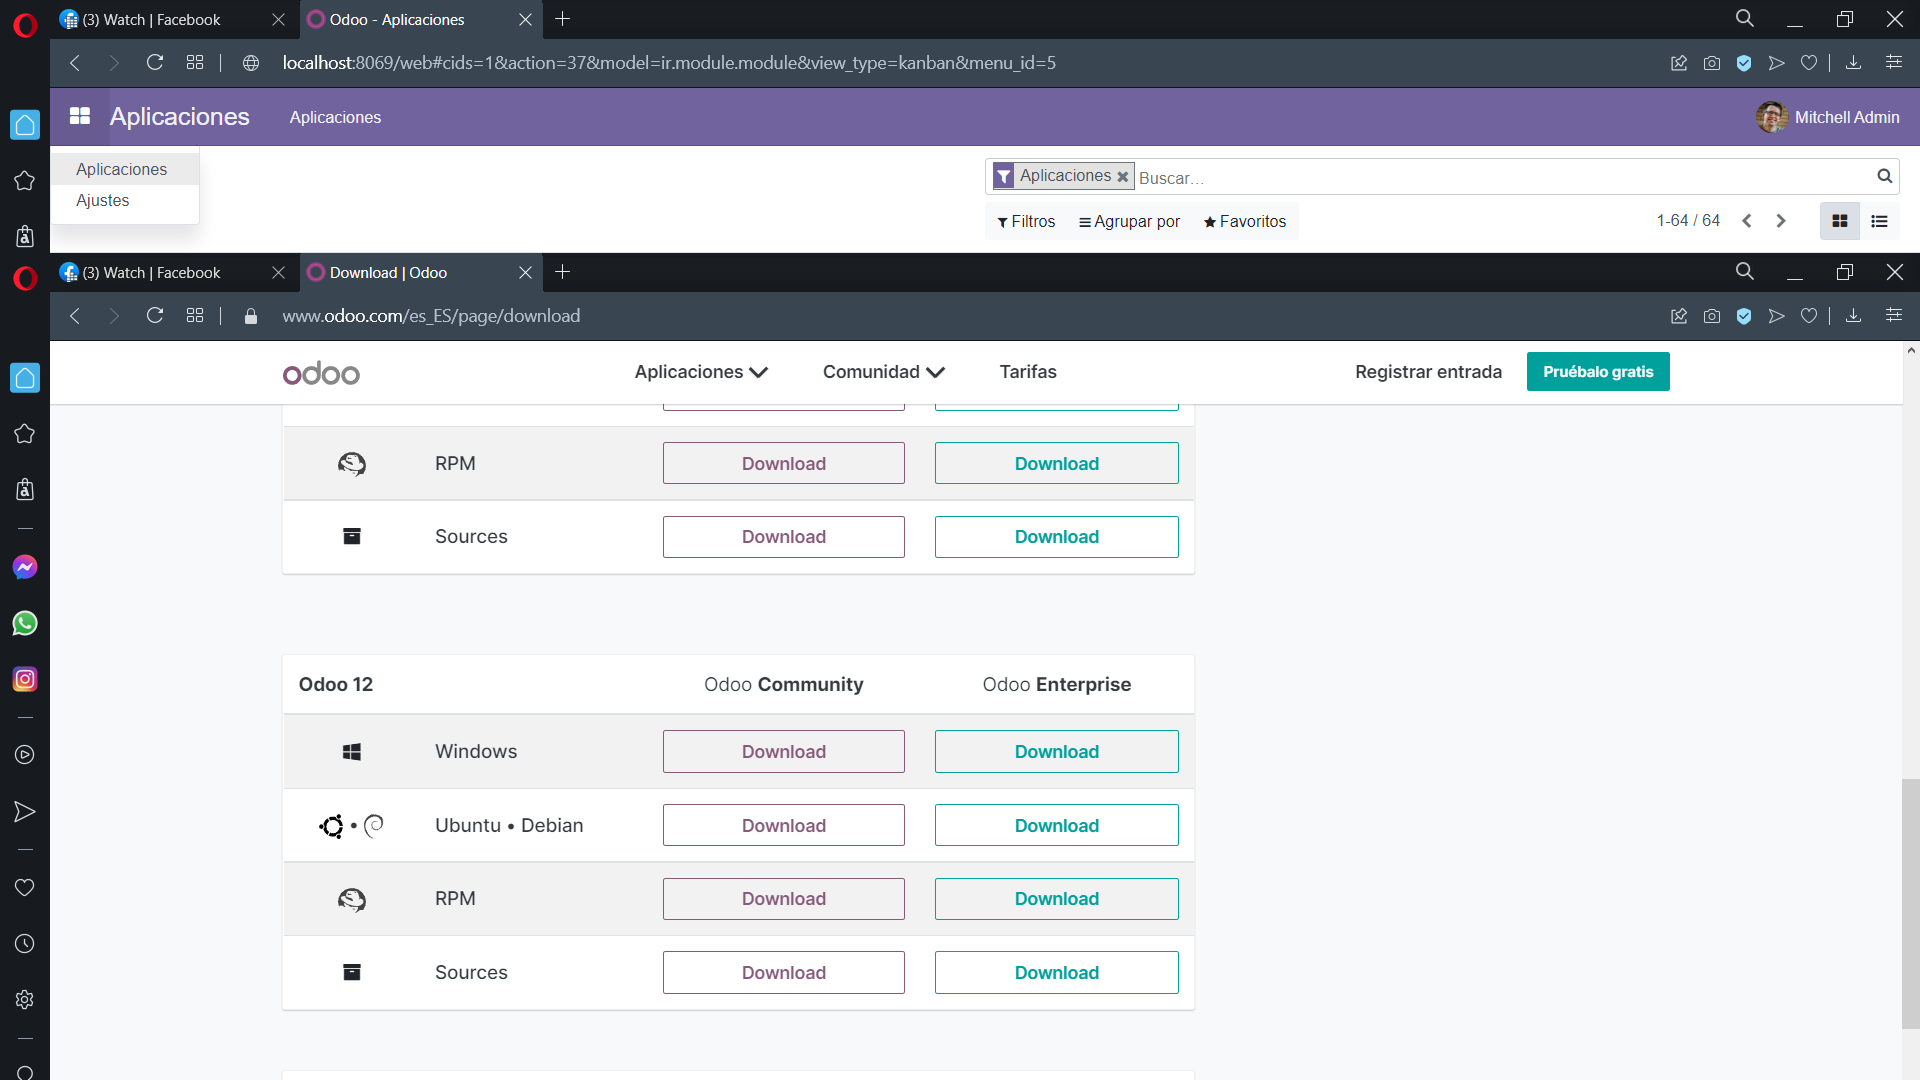 (3) Watch | Facebook
Odoo - Aplicaciones
localhost:8069/web#cids=1&action=37&model=ir.module.module&view_type=kanban&menu_id=5
Aplicaciones
Aplicaciones
Mitchell Admin
Aplicaciones
Ajustes
Aplicaciones
Buscar...
Filtros
Agrupar por
Favoritos
1-64 / 64
(3) Watch | Facebook
Download | Odoo
www.odoo.com/es_ES/page/download
odoo
Aplicaciones
Comunidad
Tarifas
Registrar entrada
Pruébalo gratis
RPM
Download
Download
Sources
Download
Download
Odoo 12
Odoo Community
Odoo Enterprise
Windows
Download
Download
Ubuntu • Debian
Download
Download
RPM
Download
Download
Sources
Download
Download